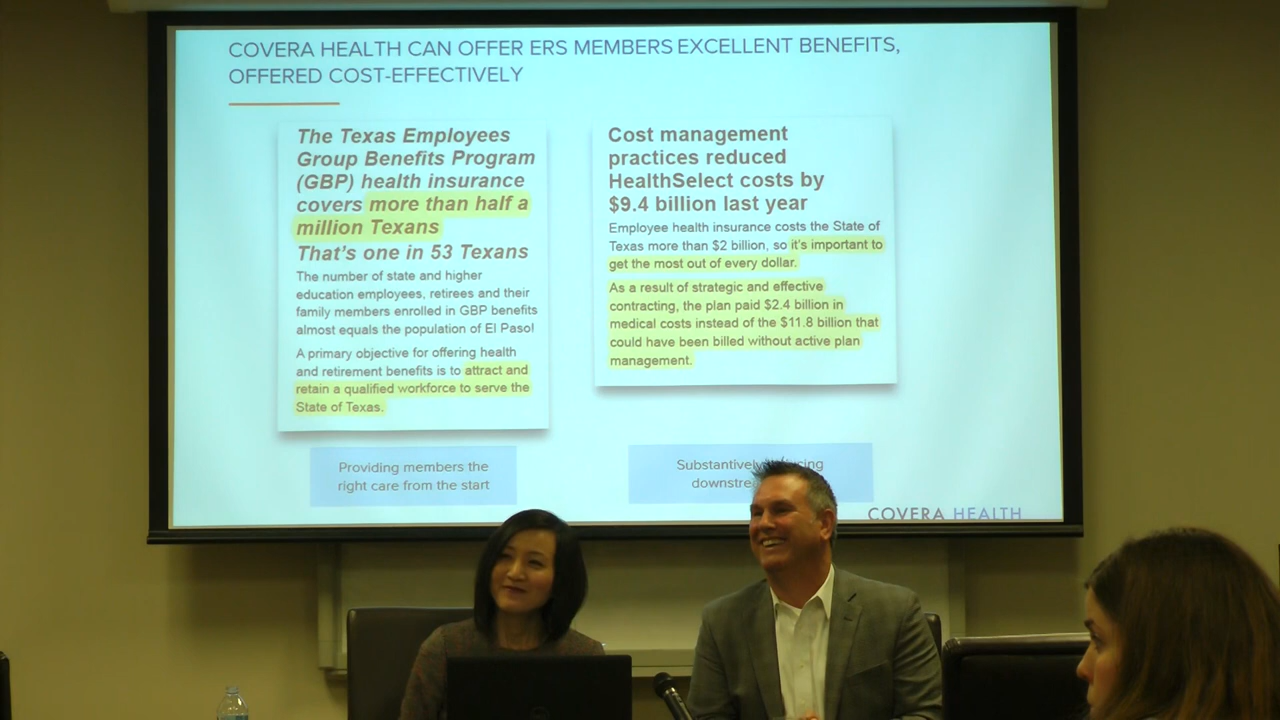 COVERA HEALTH CAN OFFER ERS MEMBERS EXCELLENT BENEFITS,
OFFERED COST-EFFECTIVELY
The Texas Employees
Group Benefits Program
(GBP) health insurance
covers more than half a
million Texans
That's one in 53 Texans
The number of state and higher
education employees, retirees and their
family members enrolled in GBP benefits
almost equals the population of El Paso!
A primary objective for offering health
and retirement benefits is to attract and
retain a qualified workforce to serve the
State of Texas.
Providing members the
right care from the start
Cost management
practices reduced
HealthSelect costs by
$9.4 billion last year
Employee health insurance costs the State of
Texas more than $2 billion, so it's important to
get the most out of every dollar.
As a result of strategic and effective
contracting, the plan paid $2.4 billion in
medical costs instead of the $11.8 billion that
could have been billed without active plan
management.
Substantively
COVERA HEALTH